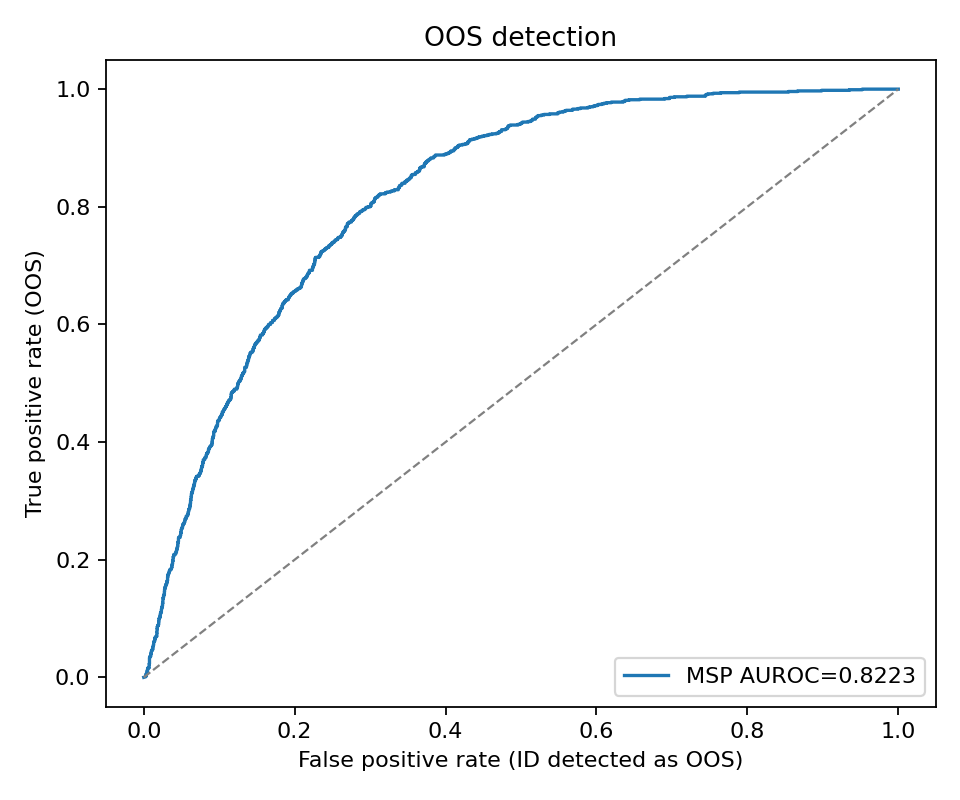 OOS detection
True positive rate (OOS)
1.0
0.8
0.6
0.4
0.2
0.0
MSP AUROC=0.8223
0.0 0.2 0.4 0.6 0.8 1.0
False positive rate (ID detected as OOS)